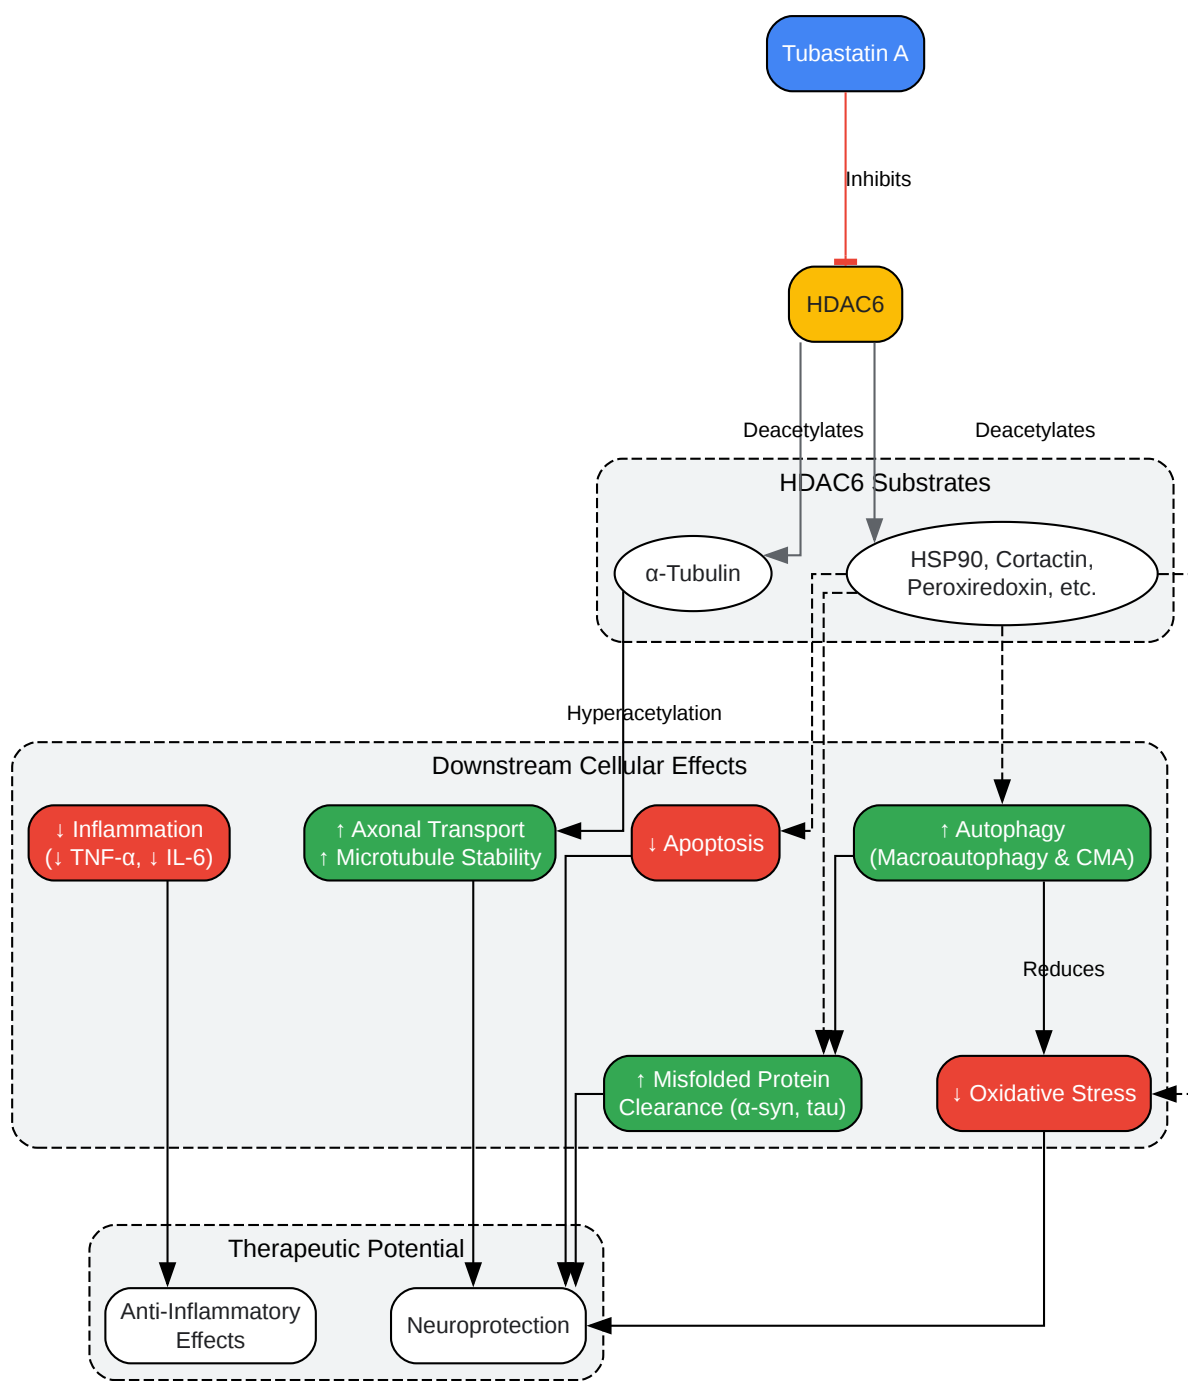 Tubastatin A
Inhibits
HDAC6
Deacetylates
Deacetylates
HDAC6 Substrates
α-Tubulin
HSP90, Cortactin,
Peroxiredoxin, etc.
Hyperacetylation
Downstream Cellular Effects
↓ Inflammation
(↓ TNF-α, ↓ IL-6)
↑ Axonal Transport
↑ Microtubule Stability
↓ Apoptosis
↑ Autophagy
(Macroautophagy & CMA)
Reduces
↑ Misfolded Protein
Clearance (α-syn, tau)
↓ Oxidative Stress
Therapeutic Potential
Anti-Inflammatory
Effects
Neuroprotection